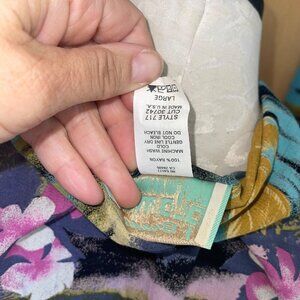 LARGE
MADE IN U.S.A.
CUT 30742
STYLE 717
DO NOT BLEACH
COOL IRON
GENTLE LINE DRY
COLD
MACHINE WASH
100% RAYON